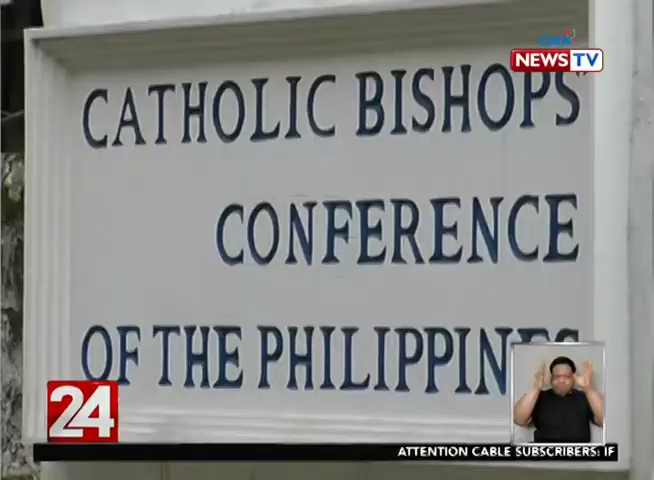 GMA
NEWS TV
CATHOLIC BISHOPS'
CONFERENCE
OF THE PHILIPPINES
24
ATTENTION CABLE SUBSCRIBERS: IF